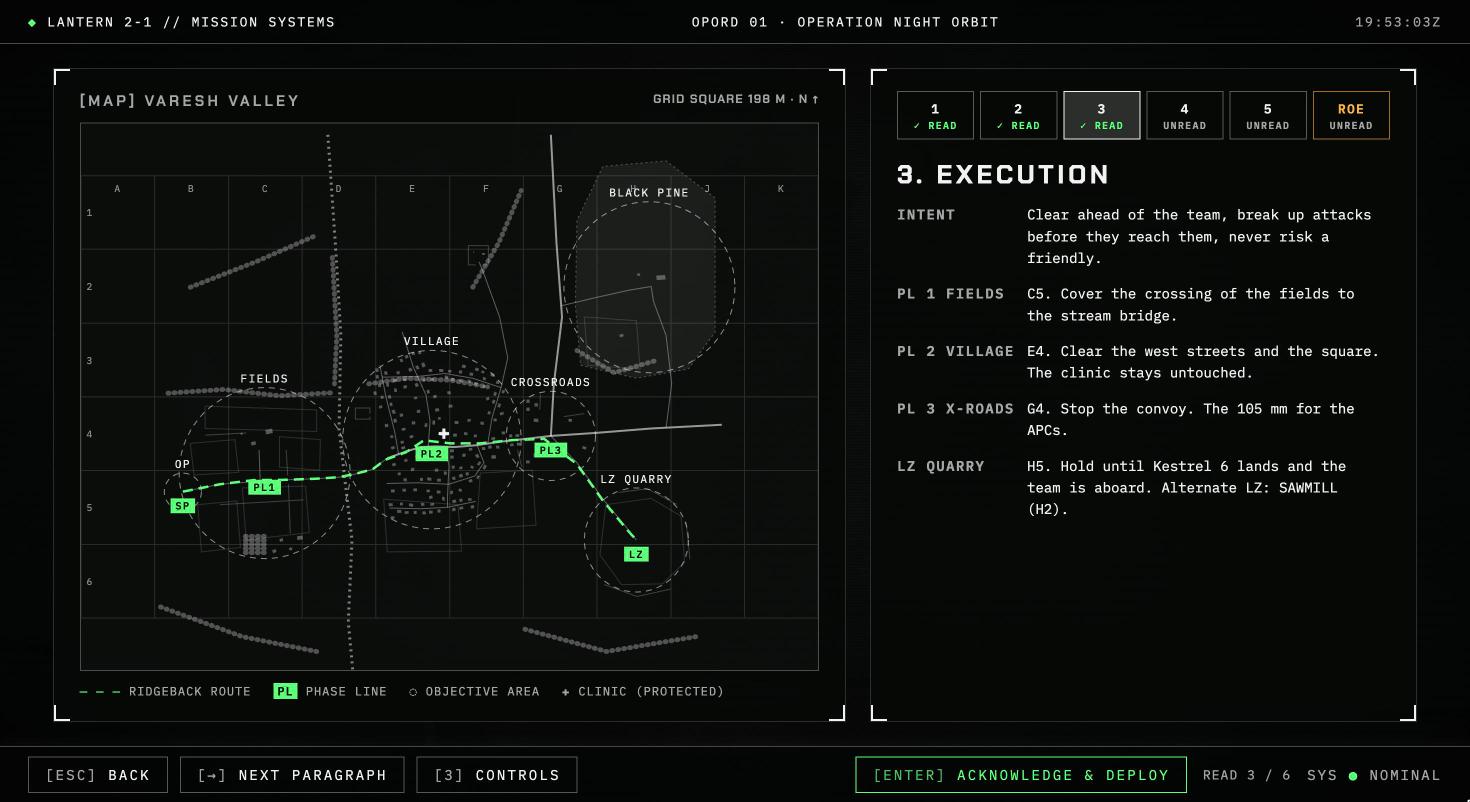 ◆ LANTERN 2-1 // MISSION SYSTEMS
OPORD 01 · OPERATION NIGHT ORBIT
19:53:03Z
[MAP] VARESH VALLEY
GRID SQUARE 198 M · N ↑
A B C D E F G H J K
BLACK PINE
1
2
3
4
5
6
VILLAGE
FIELDS
CROSSROADS
OP
LZ QUARRY
PL2
PL3
PL1
SP
LZ
RIDGEBACK ROUTE
PL PHASE LINE
OBJECTIVE AREA
✚ CLINIC (PROTECTED)
1 2 3 4 5 ROE
✓ READ ✓ READ ✓ READ UNREAD UNREAD UNREAD
3. EXECUTION
INTENT Clear ahead of the team, break up attacks
before they reach them, never risk a
friendly.
PL 1 FIELDS C5. Cover the crossing of the fields to
the stream bridge.
PL 2 VILLAGE E4. Clear the west streets and the square.
The clinic stays untouched.
PL 3 X-ROADS G4. Stop the convoy. The 105 mm for the
APCs.
LZ QUARRY H5. Hold until Kestrel 6 lands and the
team is aboard. Alternate LZ: SAWMILL
(H2).
[ESC] BACK
[→] NEXT PARAGRAPH
[3] CONTROLS
[ENTER] ACKNOWLEDGE & DEPLOY
READ 3 / 6
SYS ● NOMINAL